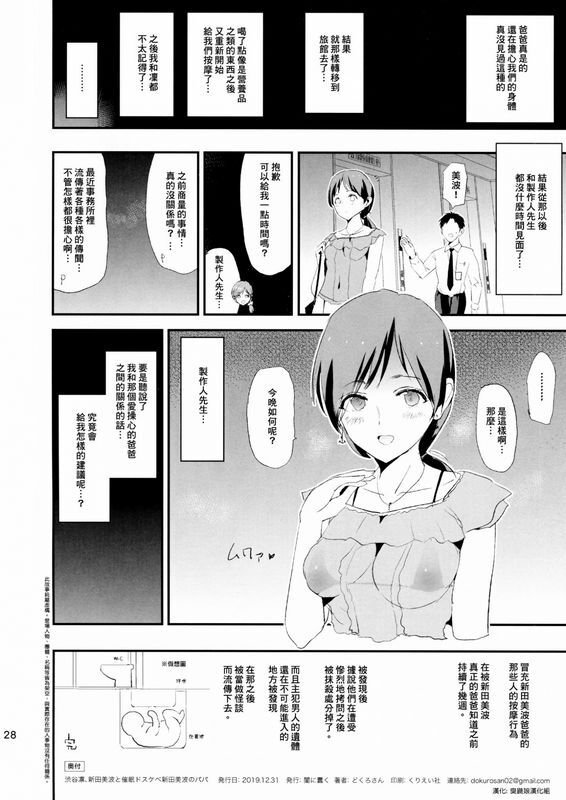 爸爸真是的
還在擔心我們的身體
真沒見過這種的
結果
就那樣轉移到
旅館去了…
喝了點像是營養品
之類的東西之後
又重新開始
給我們按摩了…
之後我和凜都
不太記得了…
………
結果從那以後
和製作人先生
都沒什麼時間見面了…
美波！
抱歉
可以給我一點時間嗎？
製作人先生…
之前商量的事情…
真的沒關係嗎？…
最近事務所裡
流傳著各種各樣的傳聞
不管怎樣都很擔心啊…
………
是這樣啊…
那麼
今晚如何呢？
製作人先生…
要是聽說了
我和那個愛操心的爸爸
之間的關係的話…
究竟會
給我怎樣的建議呢…？
ムワァ♥
冒充新田美波爸爸的
那些人的按摩行為
在被新田美波
真正的爸爸知道之前
持續了幾週。
被發現後
據說他們在遭受
慘烈地拷問之後
被抹殺處分掉了。
而且主犯男人的遺體
還在不可能進入的
地方被發現
在那之後
被當做怪談
而流傳下去。
※做想圖
W.C
28
奧付
渋谷凛、新田美波と催眠ドスケベ新田美波のパパ 発行日: 2019.12.31 発行: 闇に蠢く 著者: どくろさん 印刷: くりえい社 連絡先: dokurosan02@gmail.com
漢化: 臭鼬娘漢化組